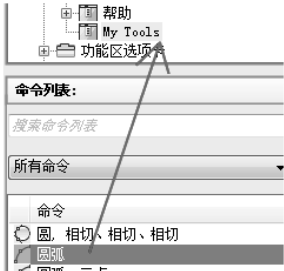 帮助
My Tools
功能区选项卡
命令列表:
搜索命令列表
所有命令
命令
圆, 相切、相切、相切
圆弧